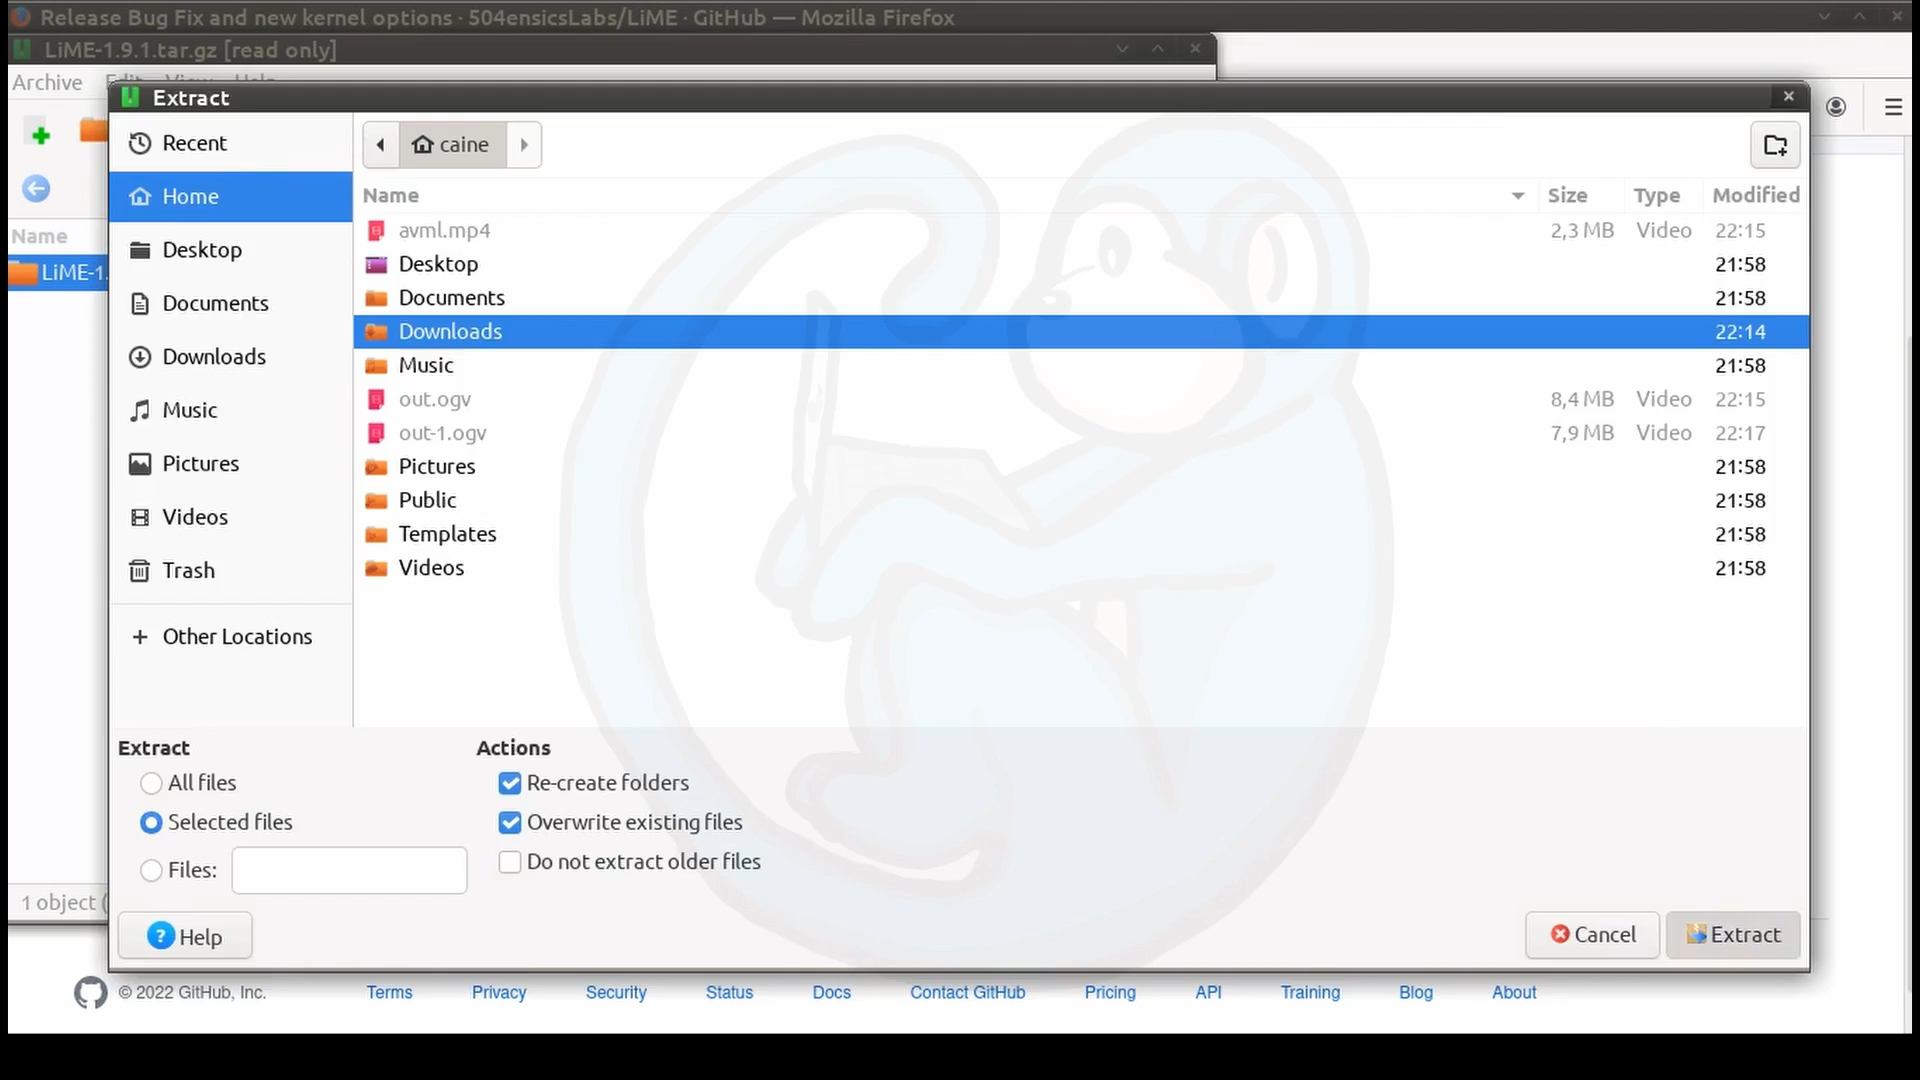 Release Bug Fix and new kernel options · 504ensicsLabs/LiME · GitHub — Mozilla Firefox
LiME-1.9.1.tar.gz [read only]
Archive Edit View Help
Extract
Recent
Home
Desktop
Documents
Downloads
Music
Pictures
Videos
Trash
+ Other Locations
Name
LiME-1.
1 object (
caine
Name Size Type Modified
avml.mp4 2,3 MB Video 22:15
Desktop 21:58
Documents 21:58
Downloads 22:14
Music 21:58
out.ogv 8,4 MB Video 22:15
out-1.ogv 7,9 MB Video 22:17
Pictures 21:58
Public 21:58
Templates 21:58
Videos 21:58
Extract
All files
Selected files
Files:
Actions
Re-create folders
Overwrite existing files
Do not extract older files
? Help
Cancel
Extract
© 2022 GitHub, Inc. Terms Privacy Security Status Docs Contact GitHub Pricing API Training Blog About